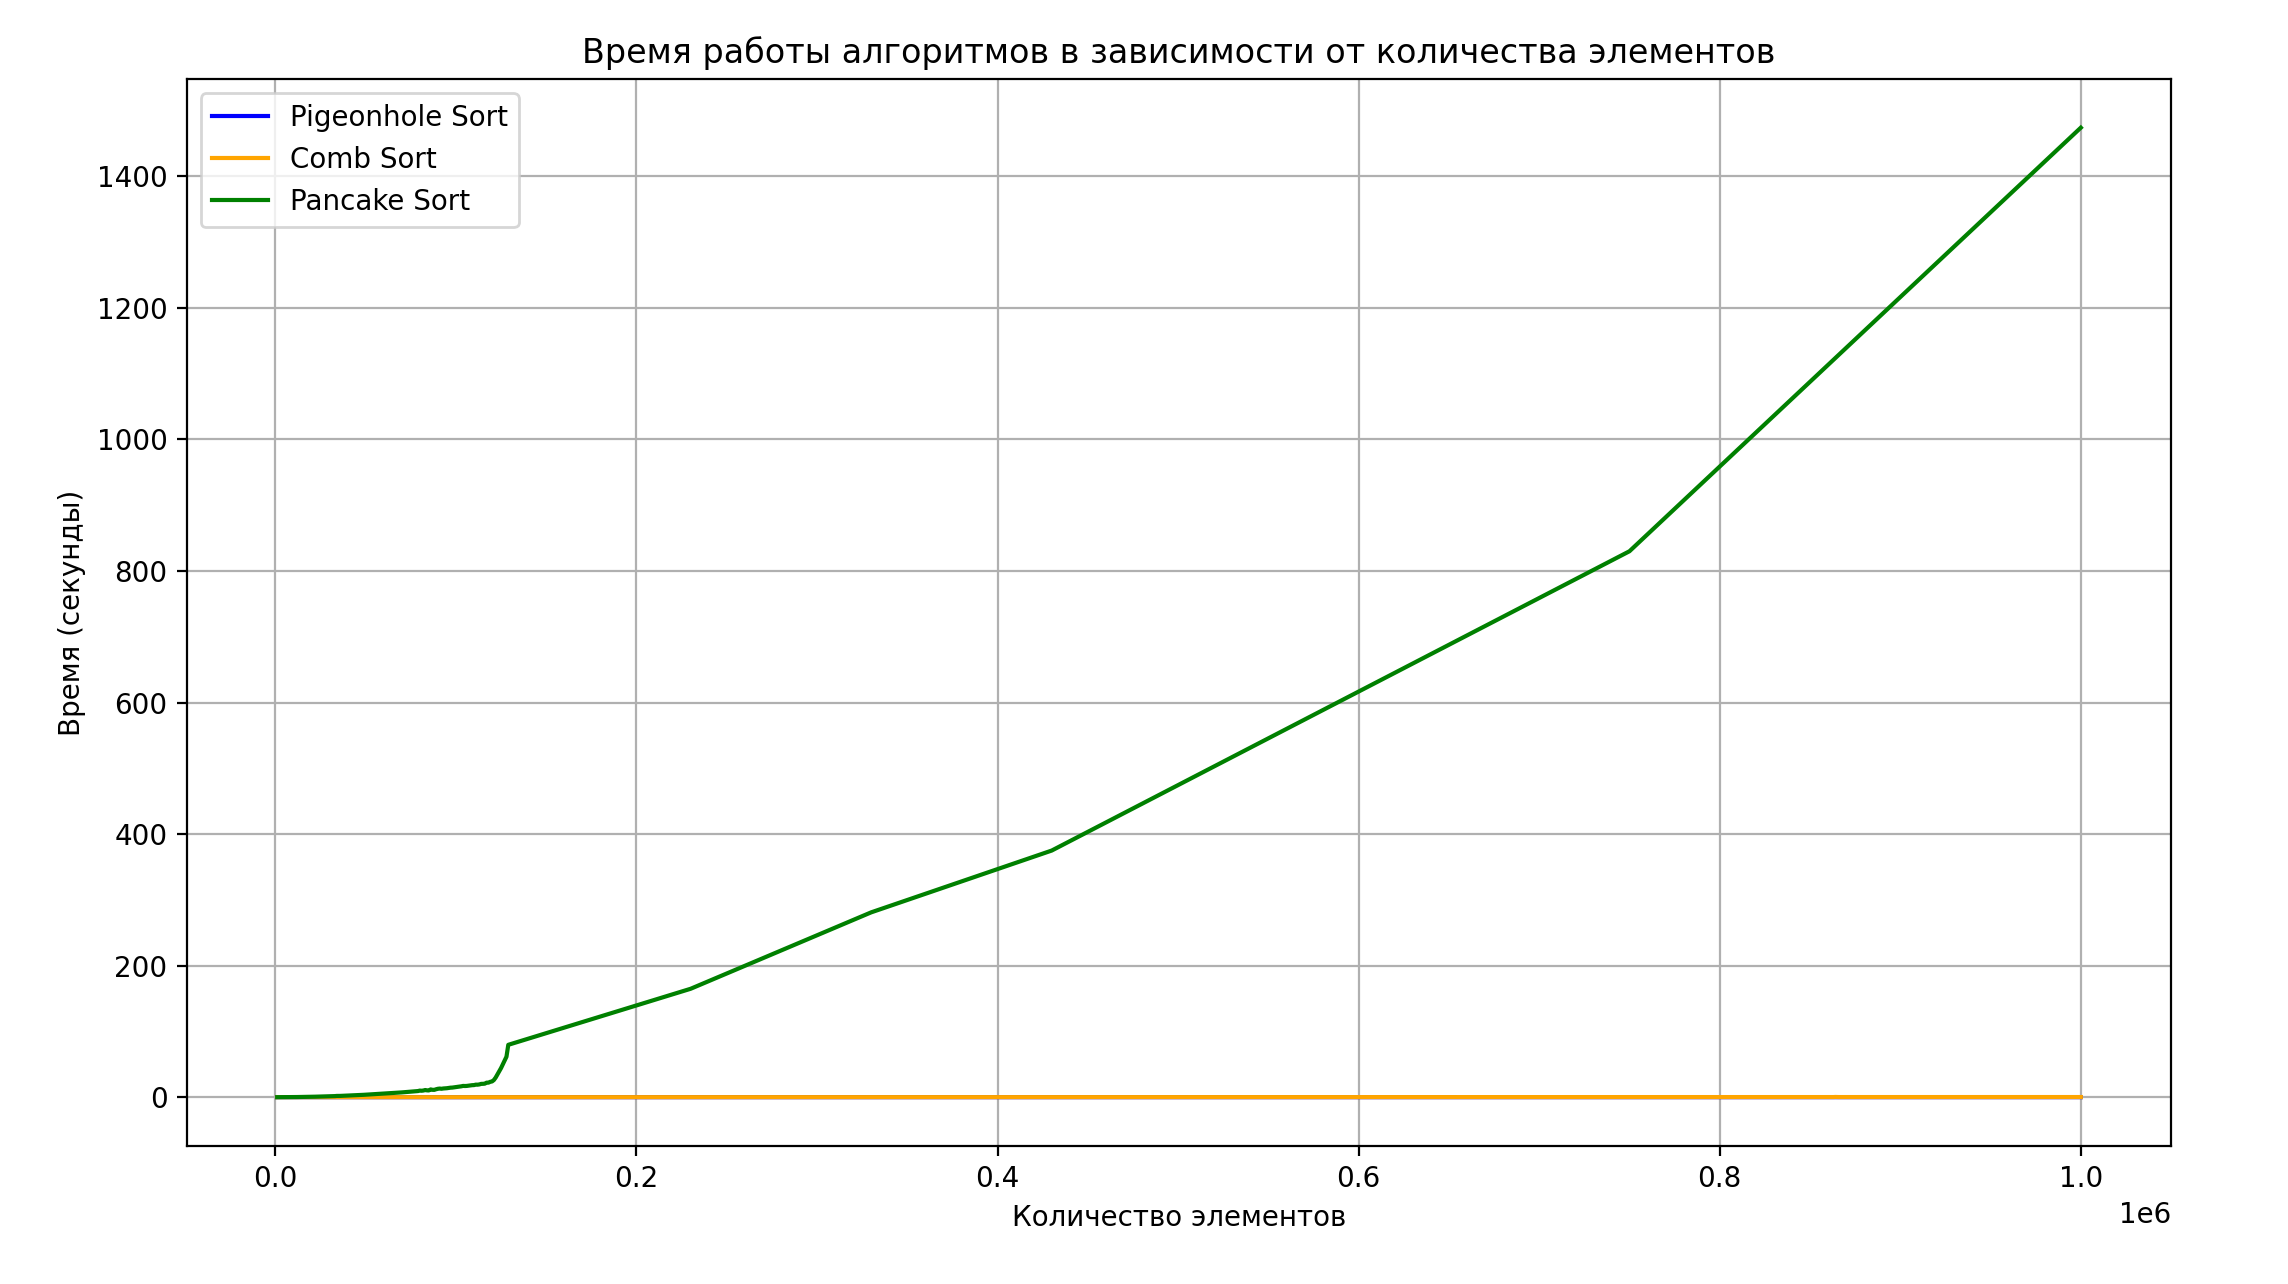 Время работы алгоритмов в зависимости от количества элементов
Pigeonhole Sort
Comb Sort
Pancake Sort
Время (секунды)
1400
1200
1000
800
600
400
200
0
0.0 0.2 0.4 0.6 0.8 1.0
1e6
Количество элементов